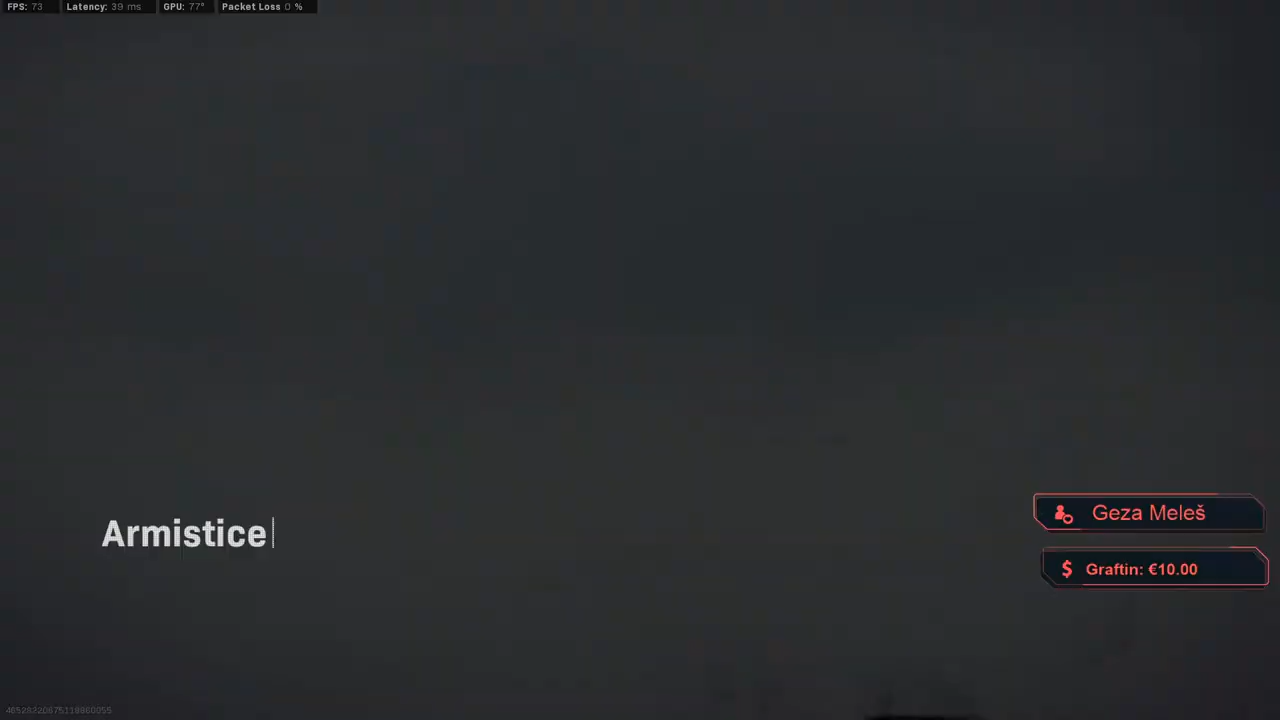 FPS: 73 Latency: 39 ms GPU: 77° Packet Loss 0 %
Armistice
Geza Meleš
Graftin: €10.00